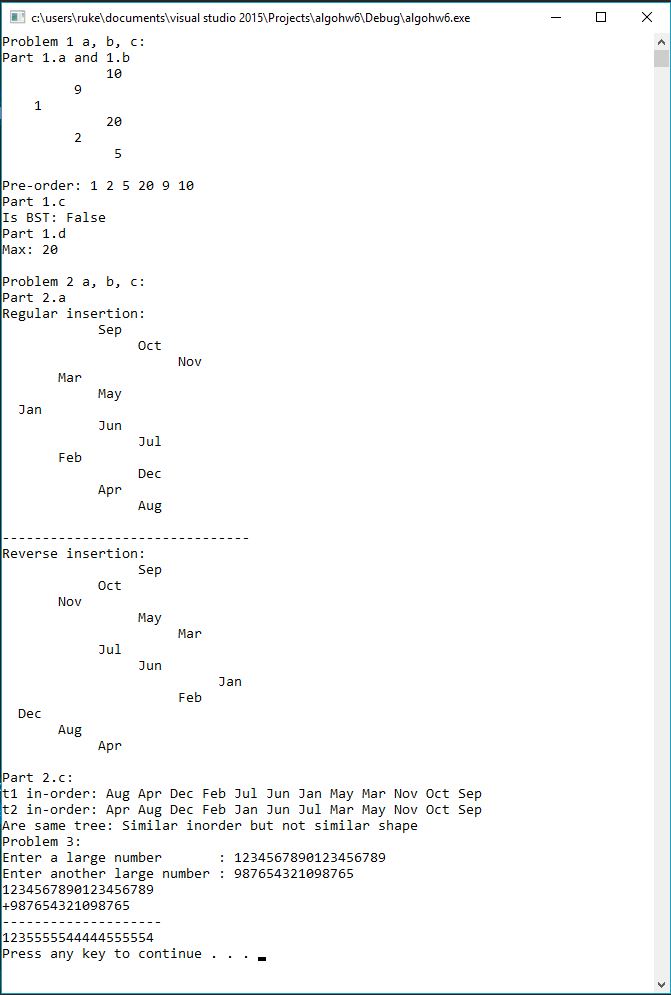 c:\users\ruke\documents\visual studio 2015\Projects\algohw6\Debug\algohw6.exe
Problem 1 a, b, c:
Part 1.a and 1.b
10
9
1
20
2
5
Pre-order: 1 2 5 20 9 10
Part 1.c
Is BST: False
Part 1.d
Max: 20
Problem 2 a, b, c:
Part 2.a
Regular insertion:
Sep
Oct
Nov
Mar
May
Jan
Jun
Jul
Feb
Dec
Apr
Aug
-------------------------------
Reverse insertion:
Sep
Oct
Nov
May
Mar
Jul
Jun
Jan
Feb
Dec
Aug
Apr
Part 2.c:
t1 in-order: Aug Apr Dec Feb Jul Jun Jan May Mar Nov Oct Sep
t2 in-order: Apr Aug Dec Feb Jan Jun Jul Mar May Nov Oct Sep
Are same tree: Similar inorder but not similar shape
Problem 3:
Enter a large number       : 1234567890123456789
Enter another large number : 987654321098765
1234567890123456789
+987654321098765
--------------------
1235555544444555554
Press any key to continue . . .